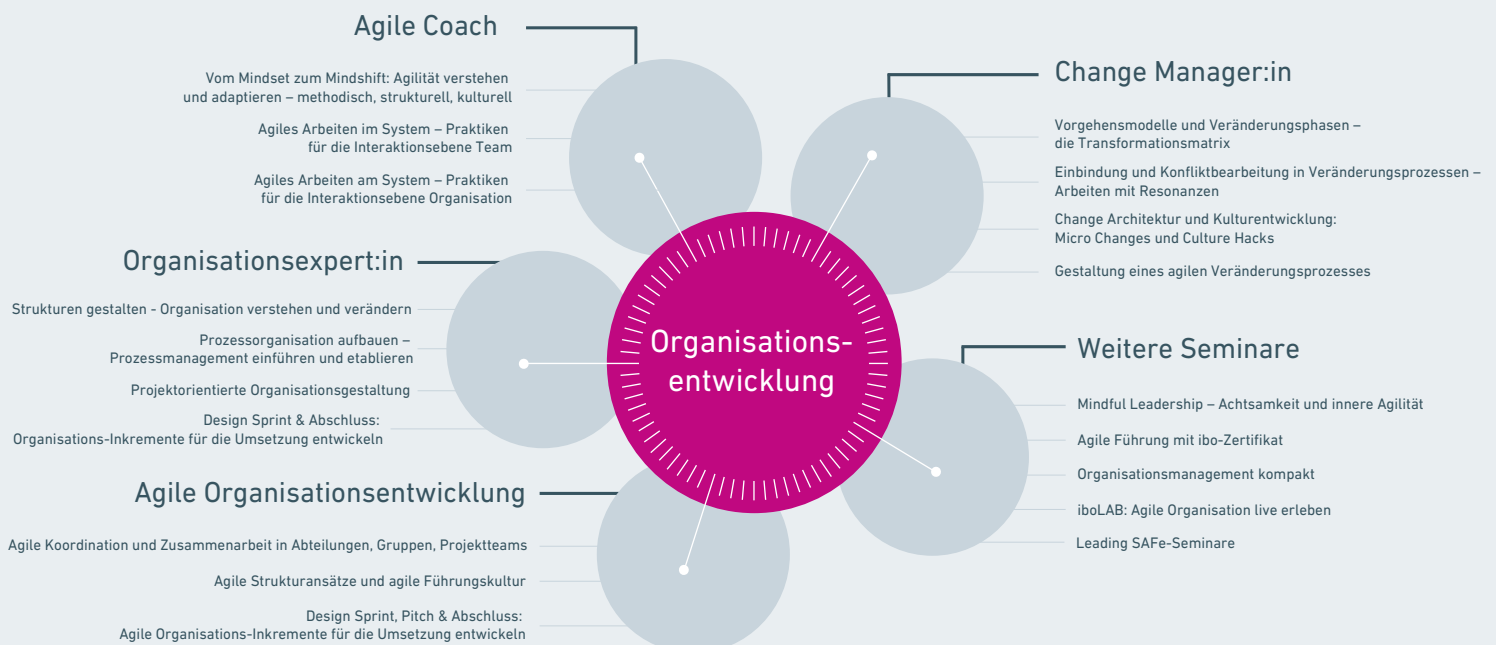 Agile Coach
Vom Mindset zum Mindshift: Agilität verstehen
und adaptieren – methodisch, strukturell, kulturell
Agiles Arbeiten im System – Praktiken
für die Interaktionsebene Team
Agiles Arbeiten am System – Praktiken
für die Interaktionsebene Organisation
Organisationsexpert:in
Strukturen gestalten - Organisation verstehen und verändern
Prozessorganisation aufbauen –
Prozessmanagement einführen und etablieren
Projektorientierte Organisationsgestaltung
Design Sprint & Abschluss:
Organisations-Inkremente für die Umsetzung entwickeln
Agile Organisationsentwicklung
Agile Koordination und Zusammenarbeit in Abteilungen, Gruppen, Projektteams
Agile Strukturansätze und agile Führungskultur
Design Sprint, Pitch & Abschluss:
Agile Organisations-Inkremente für die Umsetzung entwickeln
Organisations-
entwicklung
Change Manager:in
Vorgehensmodelle und Veränderungsphasen –
die Transformationsmatrix
Einbindung und Konfliktbearbeitung in Veränderungsprozessen –
Arbeiten mit Resonanzen
Change Architektur und Kulturentwicklung:
Micro Changes und Culture Hacks
Gestaltung eines agilen Veränderungsprozesses
Weitere Seminare
Mindful Leadership – Achtsamkeit und innere Agilität
Agile Führung mit ibo-Zertifikat
Organisationsmanagement kompakt
iboLAB: Agile Organisation live erleben
Leading SAFe-Seminare